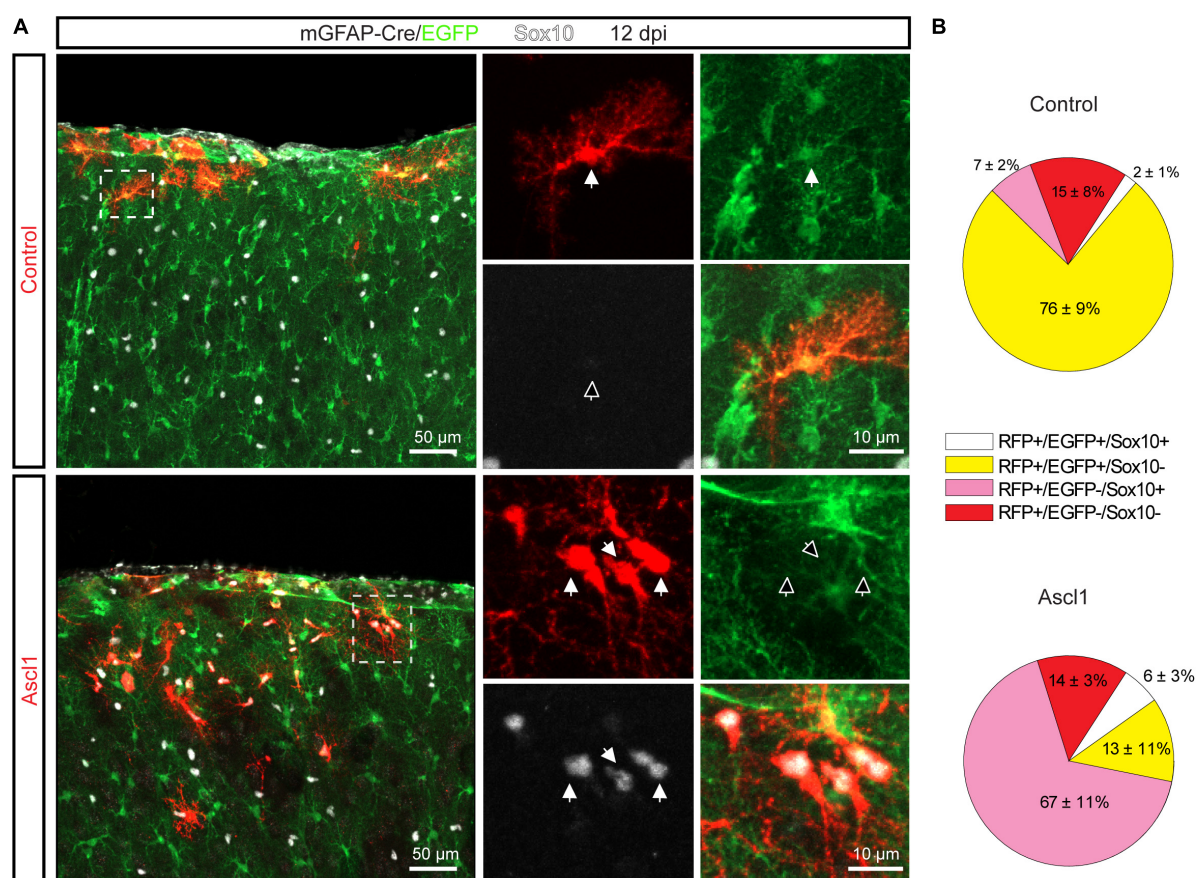 A
mGFAP-Cre/EGFP Sox10 12 dpi
Control
50 µm
10 µm
Ascl1
50 µm
10 µm
B
Control
7 ± 2%
15 ± 8%
2 ± 1%
76 ± 9%
RFP+/EGFP+/Sox10+
RFP+/EGFP+/Sox10-
RFP+/EGFP-/Sox10+
RFP+/EGFP-/Sox10-
Ascl1
14 ± 3%
6 ± 3%
13 ± 11%
67 ± 11%